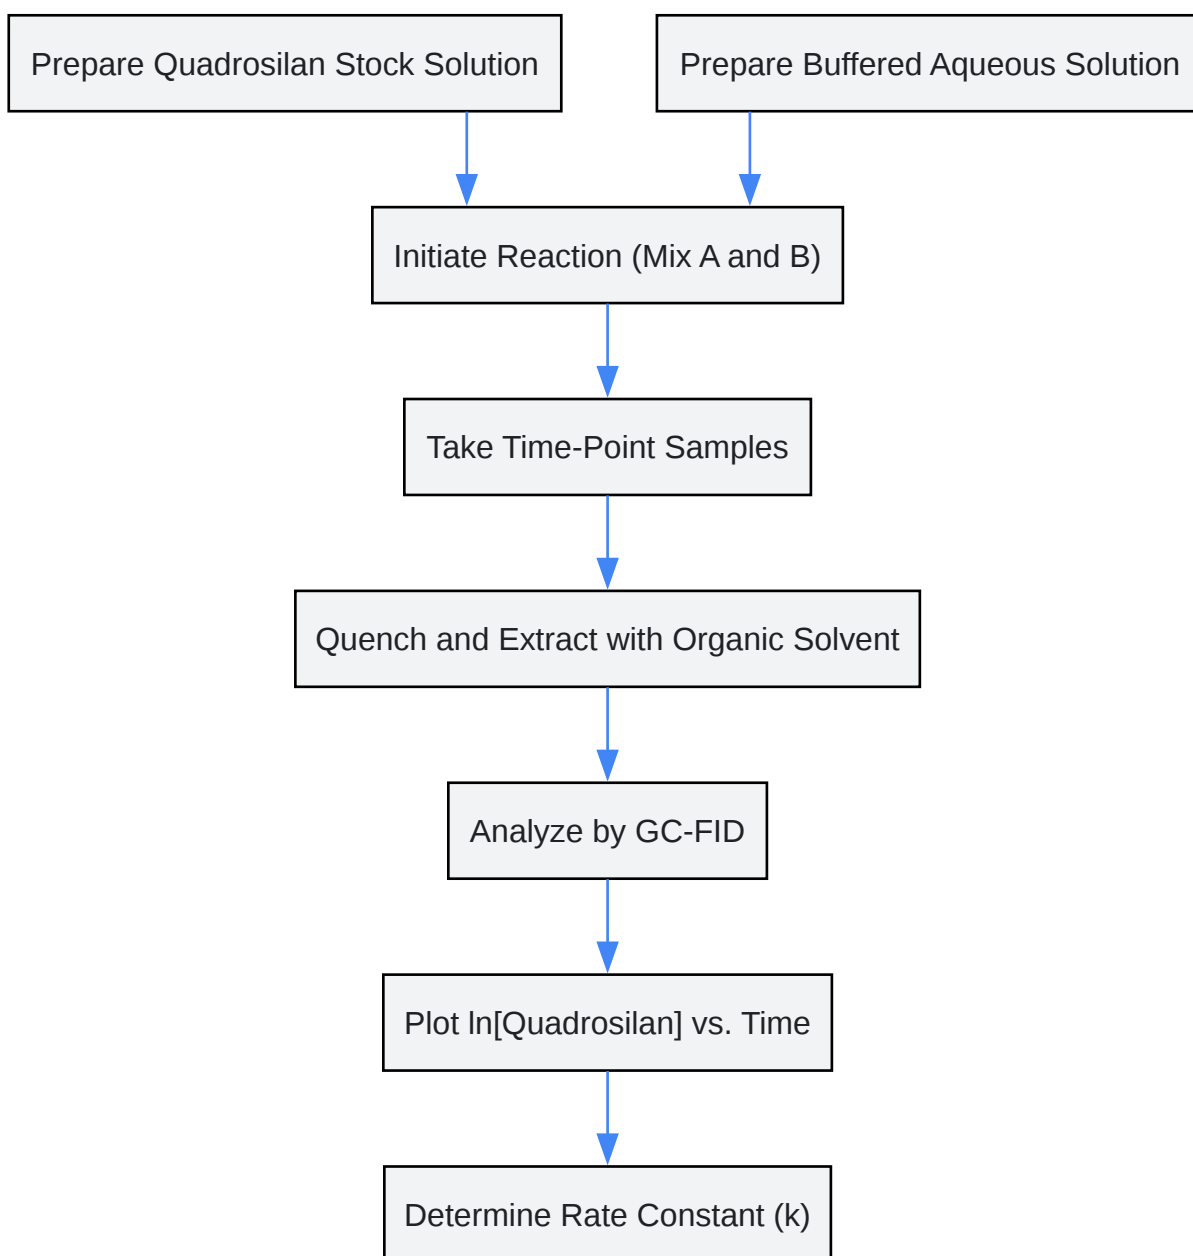 Prepare Quadrosilan Stock Solution
Prepare Buffered Aqueous Solution
Initiate Reaction (Mix A and B)
Take Time-Point Samples
Quench and Extract with Organic Solvent
Analyze by GC-FID
Plot ln[Quadrosilan] vs. Time
Determine Rate Constant (k)